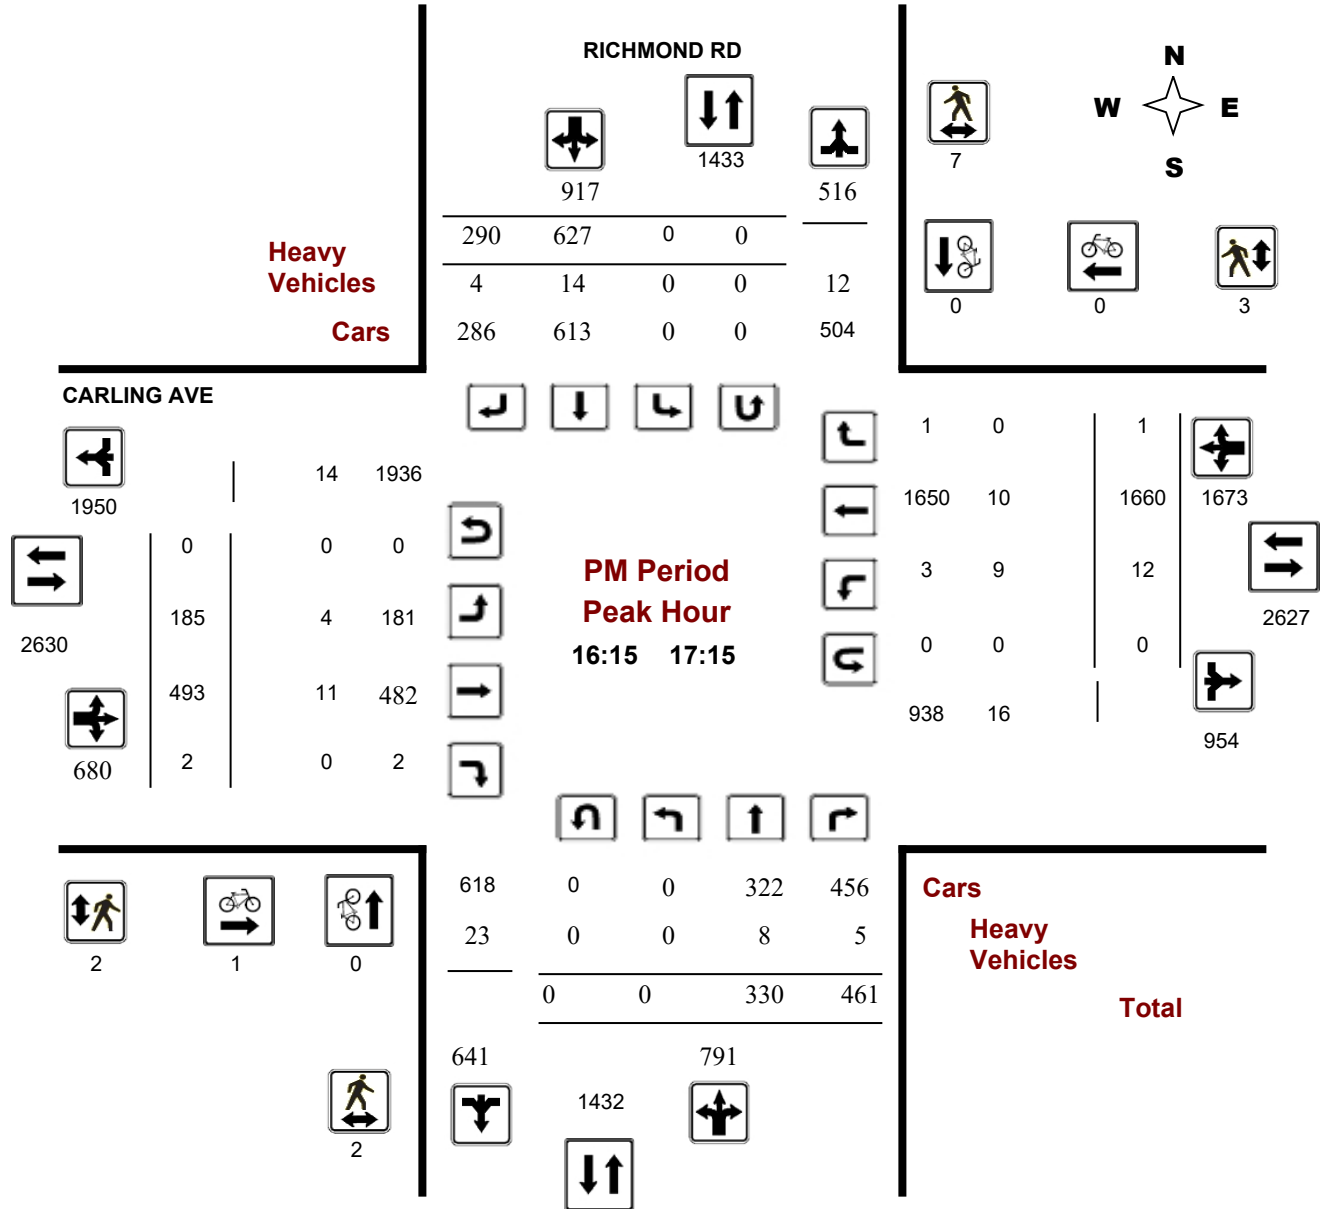 RICHMOND RD
N
W E
S
1433
7
917 516
290 627 0 0
Heavy
Vehicles 4 14 0 0 12
0 0 3
Cars 286 613 0 0 504
CARLING AVE
1 0 1
14 1936
1950 1650 10 1660 1673
0 0 0
PM Period
3 9 12
185 4 181
Peak Hour
2627
2630
16:15 17:15
0 0 0
493 11 482
938 16
954
680 2 0 2
618 0 0 322 456
Cars
23 0 0 8 5
Heavy
Vehicles
2 1 0
0 0 330 461
Total
641 791
1432
2